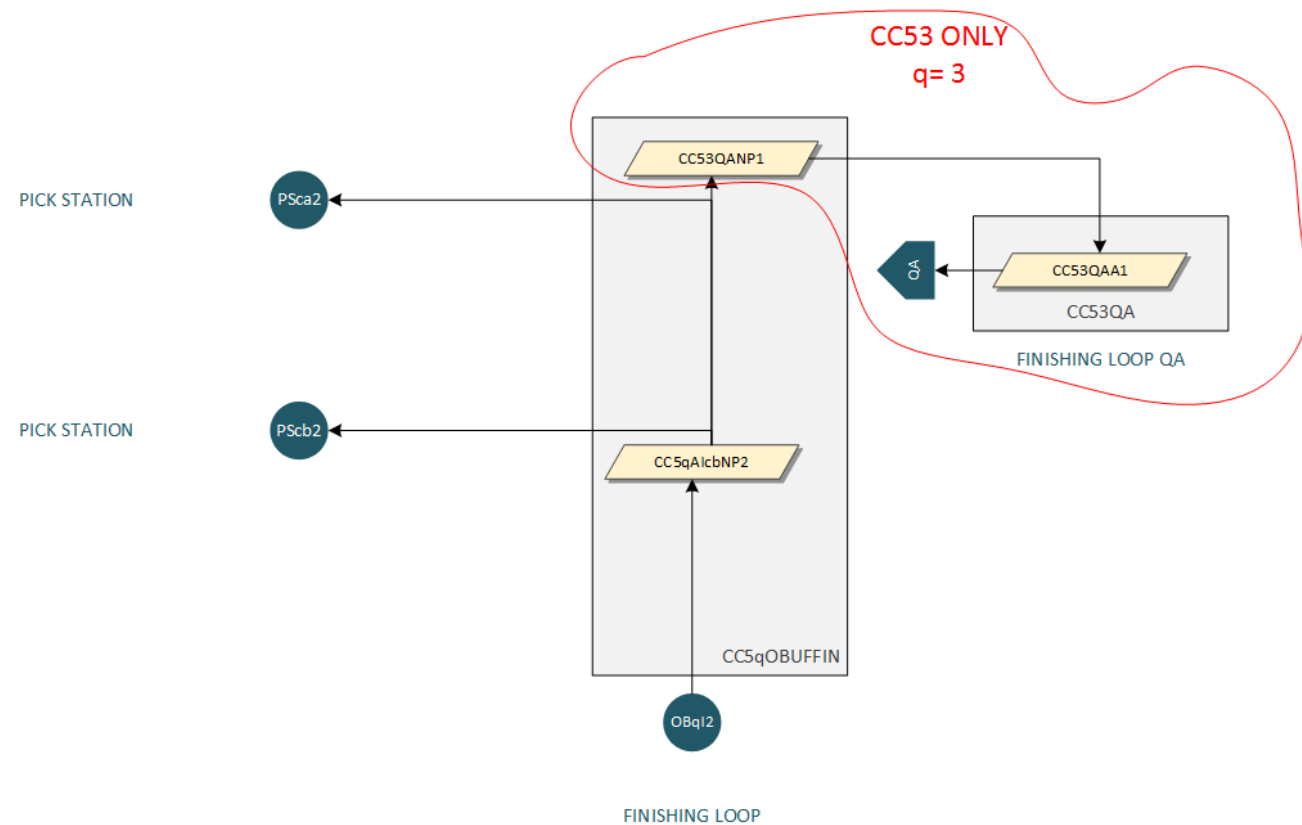 CC53 ONLY
q= 3
CC53QANP1
PICK STATION
PSca2
QA
CC53QAA1
CC53QA
FINISHING LOOP QA
PICK STATION
PScb2
CC5qAIcbNP2
CC5qOBUFFIN
OBqI2
FINISHING LOOP